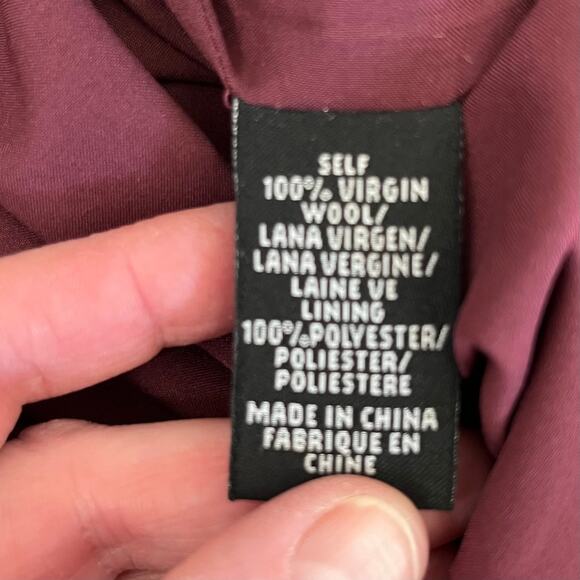 SELF
100% VIRGIN
WOOL/
LANA VIRGEN/
LANA VERGINE/
LAINE VE
LINING
100%POLYESTER/
POLIESTER/
POLIESTERE
MADE IN CHINA
FABRIQUE EN
CHINE